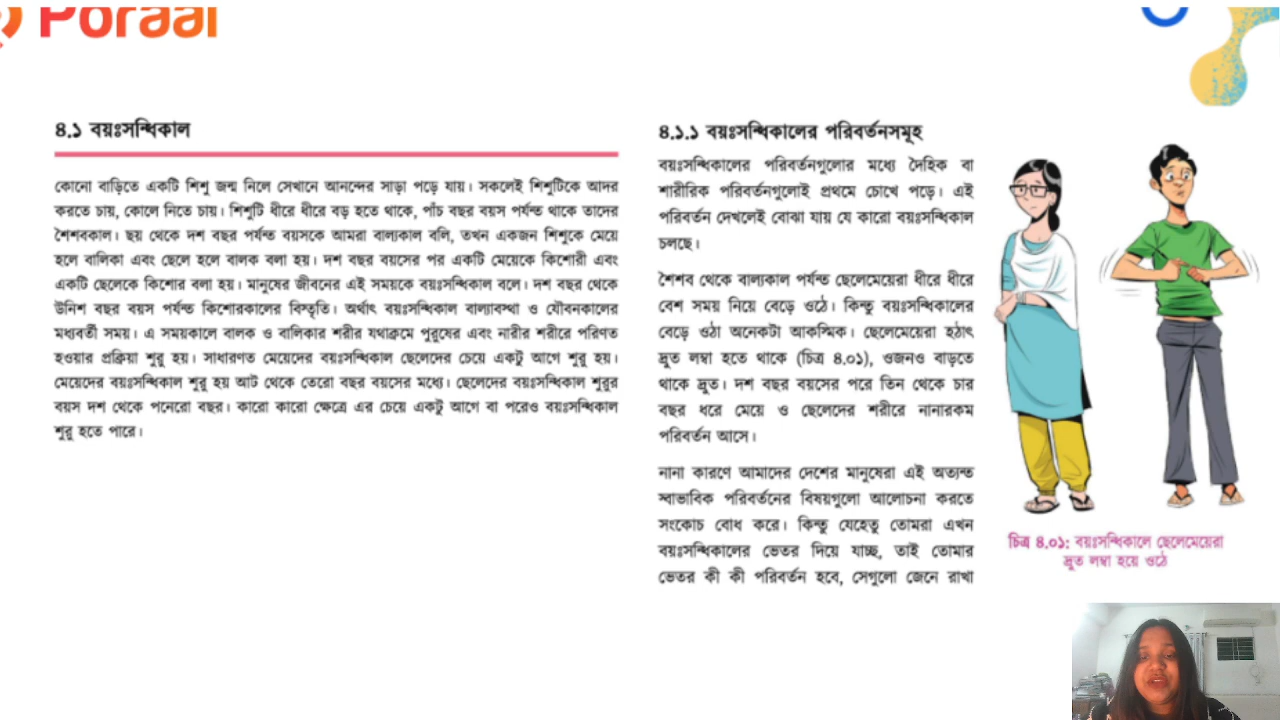 Poraai
৪.১ বয়ঃসন্ধিকাল
কোনো বাড়িতে একটি শিশু জন্ম নিলে সেখানে আনন্দের সাড়া পড়ে যায়। সকলেই শিশুটিকে আদর
করতে চায়, কোলে নিতে চায়। শিশুটি ধীরে ধীরে বড় হতে থাকে, পাঁচ বছর বয়স পর্যন্ত থাকে তাদের
শৈশবকাল। ছয় থেকে দশ বছর পর্যন্ত বয়সকে আমরা বাল্যকাল বলি, তখন একজন শিশুকে মেয়ে
হলে বালিকা এবং ছেলে হলে বালক বলা হয়। দশ বছর বয়সের পর একটি মেয়েকে কিশোরী এবং
একটি ছেলেকে কিশোর বলা হয়। মানুষের জীবনের এই সময়কে বয়ঃসন্ধিকাল বলে। দশ বছর থেকে
উনিশ বছর বয়স পর্যন্ত কিশোরকালের বিস্তৃতি। অর্থাৎ বয়ঃসন্ধিকাল বাল্যাবস্থা ও যৌবনকালের
মধ্যবর্তী সময়। এ সময়কালে বালক ও বালিকার শরীর যথাক্রমে পুরুষের এবং নারীর শরীরে পরিণত
হওয়ার প্রক্রিয়া শুরু হয়। সাধারণত মেয়েদের বয়ঃসন্ধিকাল ছেলেদের চেয়ে একটু আগে শুরু হয়।
মেয়েদের বয়ঃসন্ধিকাল শুরু হয় আট থেকে তেরো বছর বয়সের মধ্যে। ছেলেদের বয়ঃসন্ধিকাল শুরুর
বয়স দশ থেকে পনেরো বছর। কারো কারো ক্ষেত্রে এর চেয়ে একটু আগে বা পরেও বয়ঃসন্ধিকাল
শুরু হতে পারে।
৪.১.১ বয়ঃসন্ধিকালের পরিবর্তনসমূহ
বয়ঃসন্ধিকালের পরিবর্তনগুলোর মধ্যে দৈহিক বা
শারীরিক পরিবর্তনগুলোই প্রথমে চোখে পড়ে। এই
পরিবর্তন দেখলেই বোঝা যায় যে কারো বয়ঃসন্ধিকাল
চলছে।
শৈশব থেকে বাল্যকাল পর্যন্ত ছেলেমেয়েরা ধীরে ধীরে
বেশ সময় নিয়ে বেড়ে ওঠে। কিন্তু বয়ঃসন্ধিকালের
বেড়ে ওঠা অনেকটা আকস্মিক। ছেলেমেয়েরা হঠাৎ
দ্রুত লম্বা হতে থাকে (চিত্র ৪.০১), ওজনও বাড়তে
থাকে দ্রুত। দশ বছর বয়সের পরে তিন থেকে চার
বছর ধরে মেয়ে ও ছেলেদের শরীরে নানারকম
পরিবর্তন আসে।
নানা কারণে আমাদের দেশের মানুষেরা এই অত্যন্ত
স্বাভাবিক পরিবর্তনের বিষয়গুলো আলোচনা করতে
সংকোচ বোধ করে। কিন্তু যেহেতু তোমরা এখন
বয়ঃসন্ধিকালের ভেতর দিয়ে যাচ্ছ, তাই তোমার
ভেতর কী কী পরিবর্তন হবে, সেগুলো জেনে রাখা
চিত্র ৪.০১: বয়ঃসন্ধিকালে ছেলেমেয়েরা
দ্রুত লম্বা হয়ে ওঠে